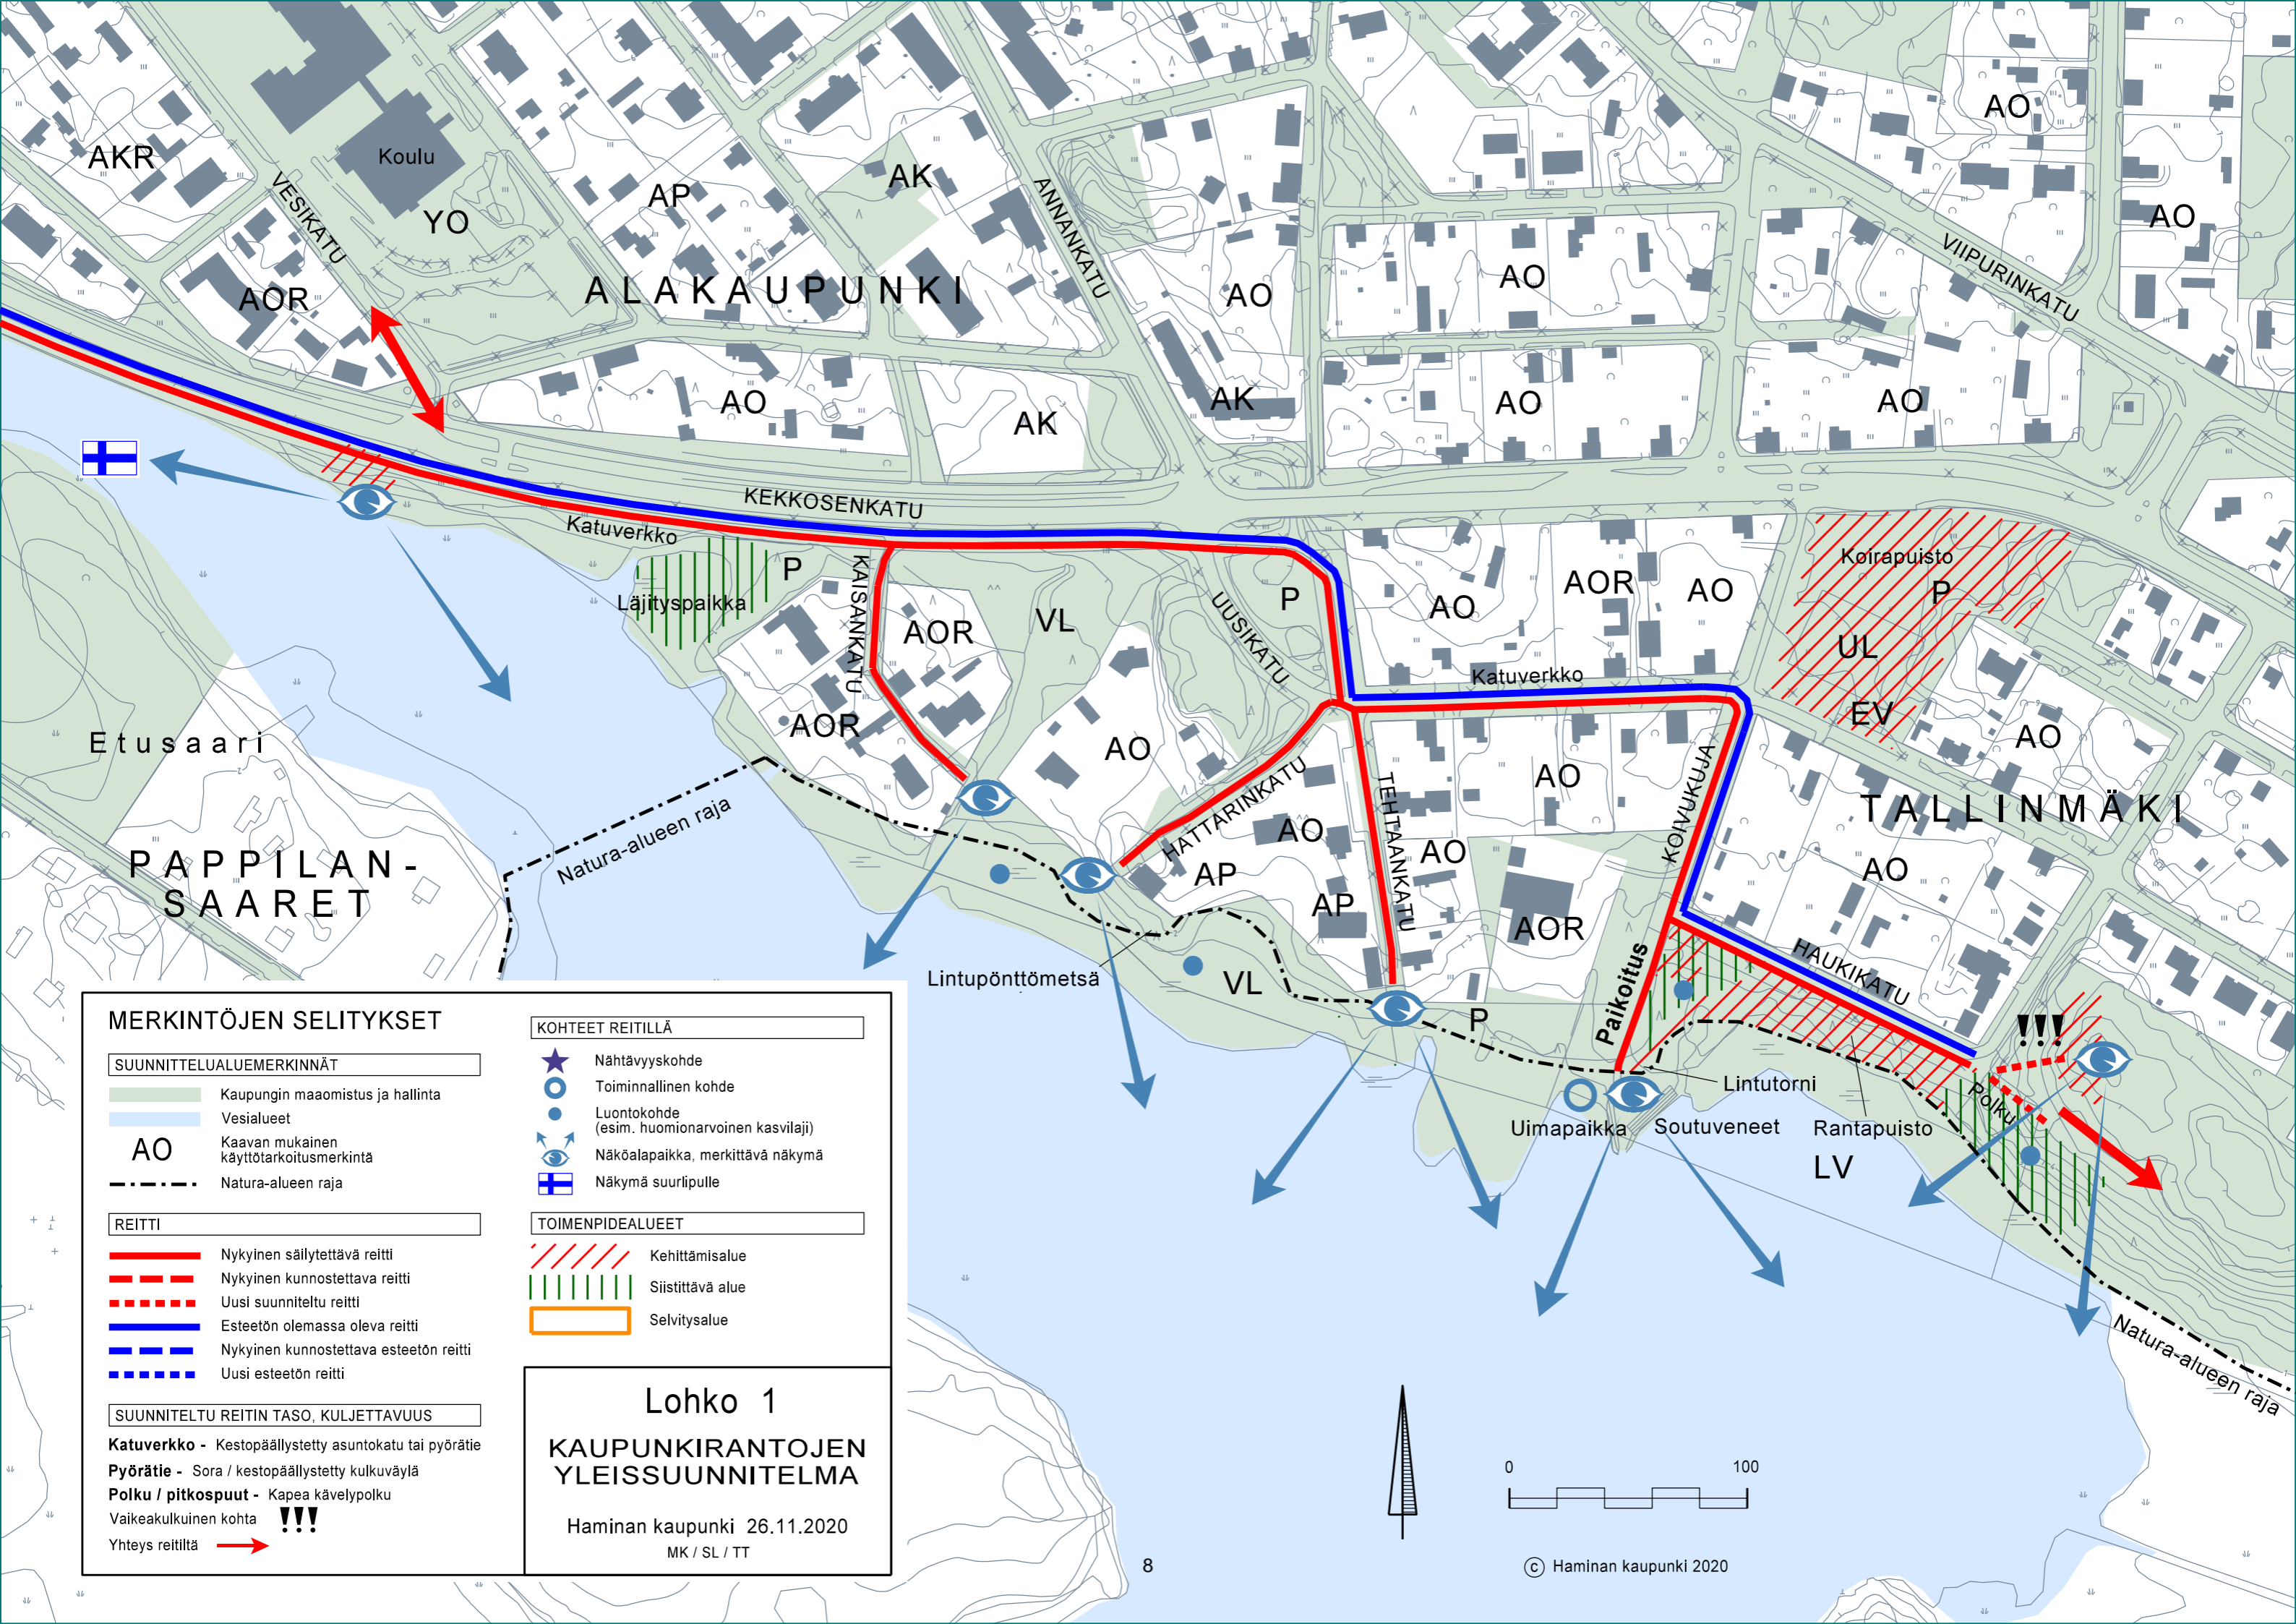 AKR
Koulu
YO
VESIKATU
AOR
AP
AK
ANNANKATU
ALAKAUPUNKI
AO
AO
AO
AO
VIIPURINKATU
AO
AK
AK
AO
AO
KEKKOSENKATU
Katuverkko
Läjityspaikka
P
KAISANKATU
AOR
AOR
VL
UUSIKATU
P
AO
AOR
AO
Katuverkko
Koirapuisto
P
UL
EV
AO
Etusaari
PAPPILAN-
SAARET
Natura-alueen raja
AO
HATTARINKATU
AO
AP
AP
TEHTAANKATU
AO
AO
AOR
KOIVUKUJA
TALLINMÄKI
AO
HAUKIKATU
Lintupönttömetsä
VL
P
Paikoitus
!!!
Polku
Lintutorni
Uimapaikka
Soutuveneet
Rantapuisto
LV
Natura-alueen raja
MERKINTÖJEN SELITYKSET
SUUNNITTELUALUEMERKINNÄT
Kaupungin maaomistus ja hallinta
Vesialueet
AO
Kaavan mukainen
käyttötarkoitusmerkintä
Natura-alueen raja
REITTI
Nykyinen säilytettävä reitti
Nykyinen kunnostettava reitti
Uusi suunniteltu reitti
Esteetön olemassa oleva reitti
Nykyinen kunnostettava esteetön reitti
Uusi esteetön reitti
SUUNNITELTU REITIN TASO, KULJETTAVUUS
Katuverkko - Kestopäällystetty asuntokatu tai pyörätie
Pyörätie - Sora / kestopäällystetty kulkuväylä
Polku / pitkospuut - Kapea kävelypolku
Vaikeakulkuinen kohta !!!
Yhteys reitiltä
KOHTEET REITILLÄ
Nähtävyyskohde
Toiminnallinen kohde
Luontokohde
(esim. huomionarvoinen kasvilaji)
Näköalapaikka, merkittävä näkymä
Näkymä suurlipulle
TOIMENPIDEALUEET
Kehittämisalue
Siistittävä alue
Selvitysalue
Lohko 1
KAUPUNKIRANTOJEN
YLEISSUUNNITELMA
Haminan kaupunki 26.11.2020
MK / SL / TT
8
0 100
© Haminan kaupunki 2020